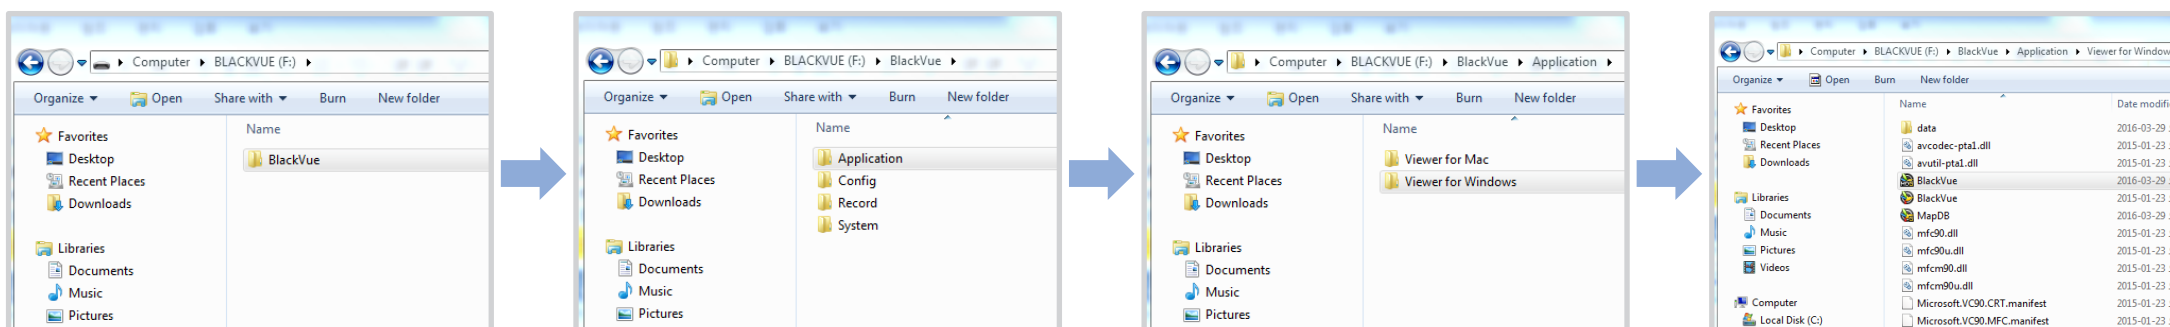 Computer BLACKVUE (F:)
Organize Open Share with Burn New folder
Name
Favorites
BlackVue
Desktop
Recent Places
Downloads
Libraries
Documents
Music
Pictures
Computer BLACKVUE (F:) BlackVue
Organize Open Share with Burn New folder
Name
Favorites
Desktop
Application
Recent Places
Config
Downloads
Record
System
Libraries
Documents
Music
Pictures
Computer BLACKVUE (F:) BlackVue Application
Organize Open Share with Burn New folder
Name
Favorites
Desktop
Viewer for Mac
Recent Places
Viewer for Windows
Downloads
Libraries
Documents
Music
Pictures
Computer BLACKVUE (F:) BlackVue Application Viewer for Window
Organize Open Burn New folder
Name Date modifi
Favorites
Desktop data 2016-03-29
Recent Places avcodec-pta1.dll 2015-01-23
Downloads avutil-pta1.dll 2015-01-23
BlackVue 2016-03-29
Libraries BlackVue 2015-01-23
Documents MapDB 2016-03-29
Music mfc90.dll 2015-01-23
Pictures mfc90u.dll 2015-01-23
Videos mfcm90.dll 2015-01-23
mfcm90u.dll 2015-01-23
Computer Microsoft.VC90.CRT.manifest 2015-01-23
Local Disk (C:) Microsoft.VC90.MFC.manifest 2015-01-23